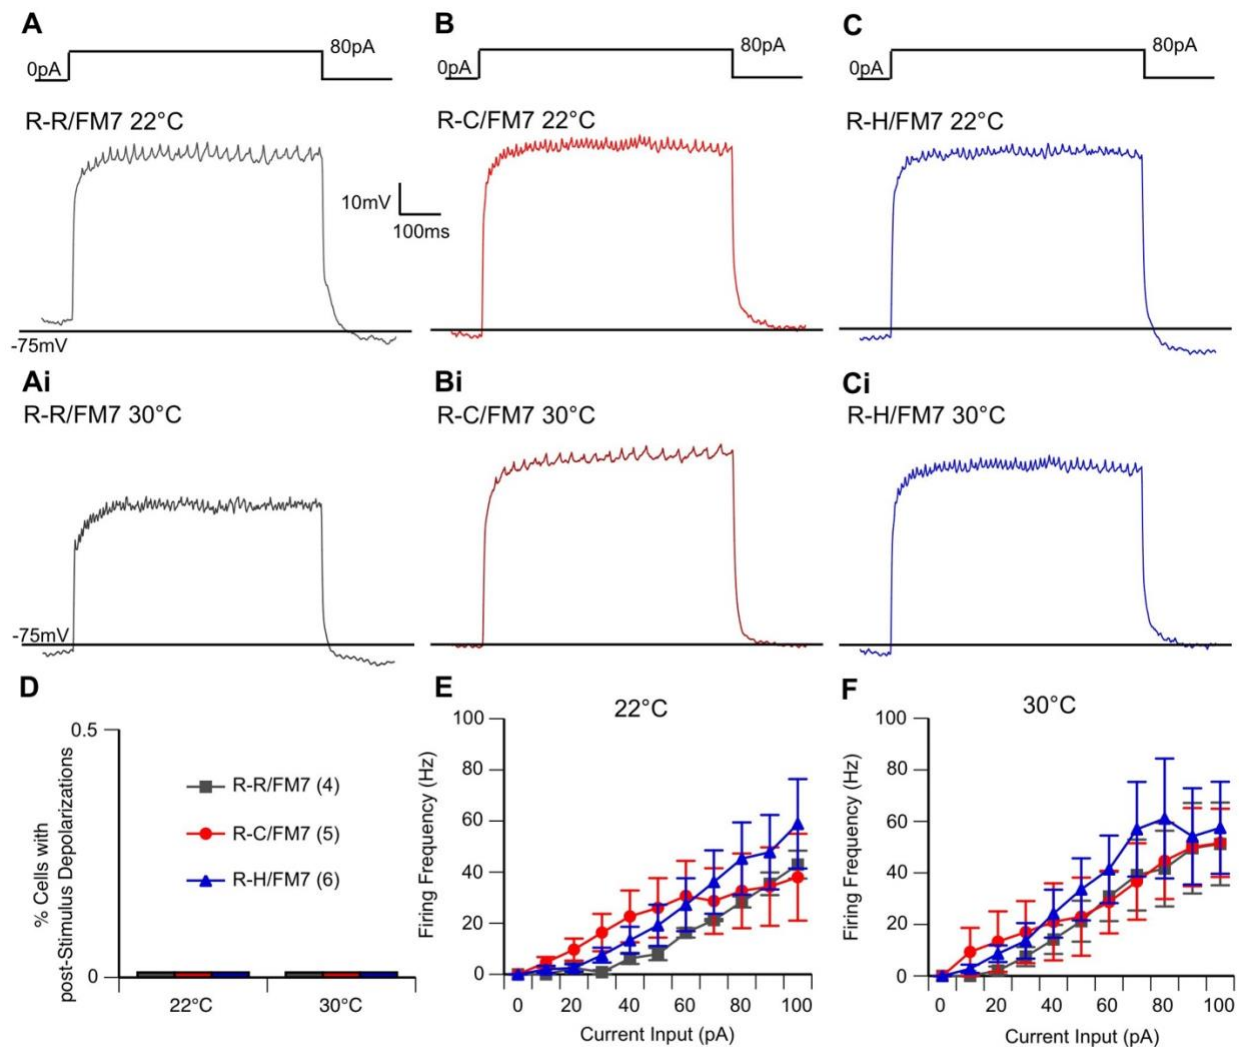 A
B
C
0pA
80pA
0pA
80pA
0pA
80pA
R-R/FM7 22°C
R-C/FM7 22°C
R-H/FM7 22°C
10mV
100ms
-75mV
Ai
Bi
Ci
R-R/FM7 30°C
R-C/FM7 30°C
R-H/FM7 30°C
-75mV
D
% Cells with
post-Stimulus Depolarizations
0.5
0
R-R/FM7 (4)
R-C/FM7 (5)
R-H/FM7 (6)
22°C
30°C
E
22°C
Firing Frequency (Hz)
100
80
60
40
20
0
0 20 40 60 80 100
Current Input (pA)
F
30°C
Firing Frequency (Hz)
100
80
60
40
20
0
0 20 40 60 80 100
Current Input (pA)